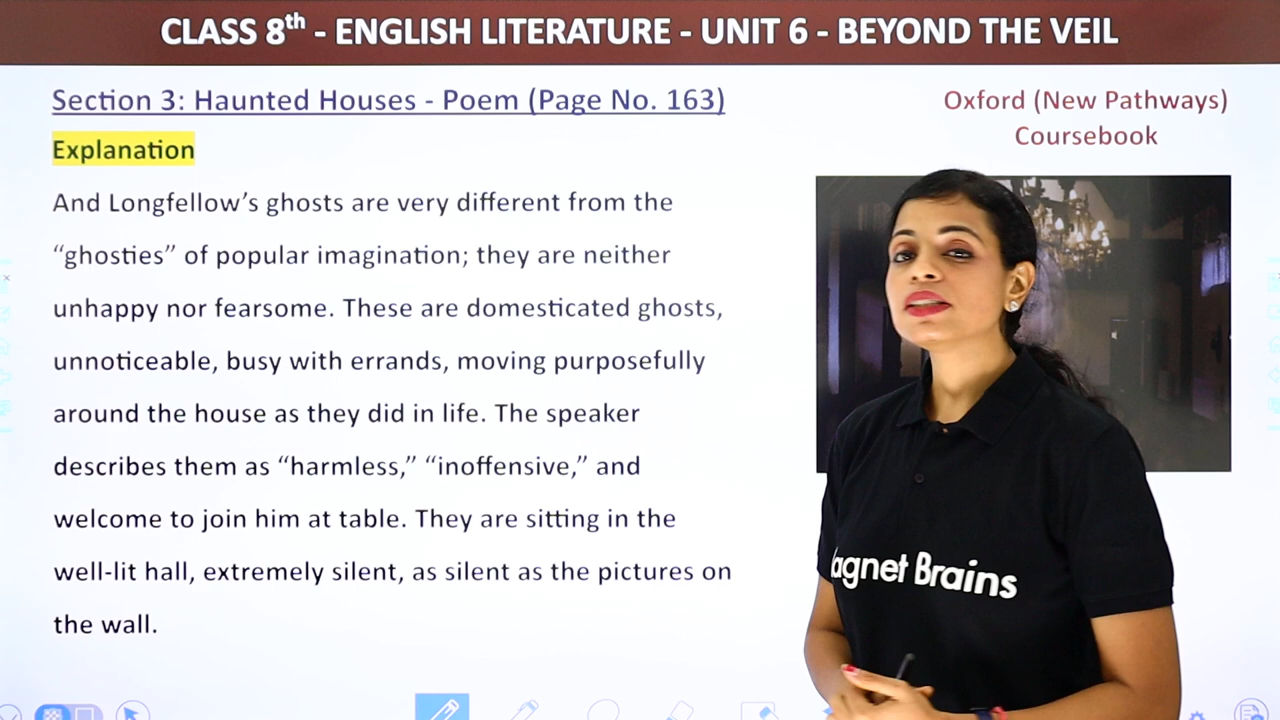 CLASS 8th - ENGLISH LITERATURE - UNIT 6 - BEYOND THE VEIL
Section 3: Haunted Houses - Poem (Page No. 163)
Oxford (New Pathways)
Coursebook
Explanation
And Longfellow’s ghosts are very different from the
“ghosties” of popular imagination; they are neither
unhappy nor fearsome. These are domesticated ghosts,
unnoticeable, busy with errands, moving purposefully
around the house as they did in life. The speaker
describes them as “harmless,” “inoffensive,” and
welcome to join him at table. They are sitting in the
well-lit hall, extremely silent, as silent as the pictures on
the wall.
agnet Brains